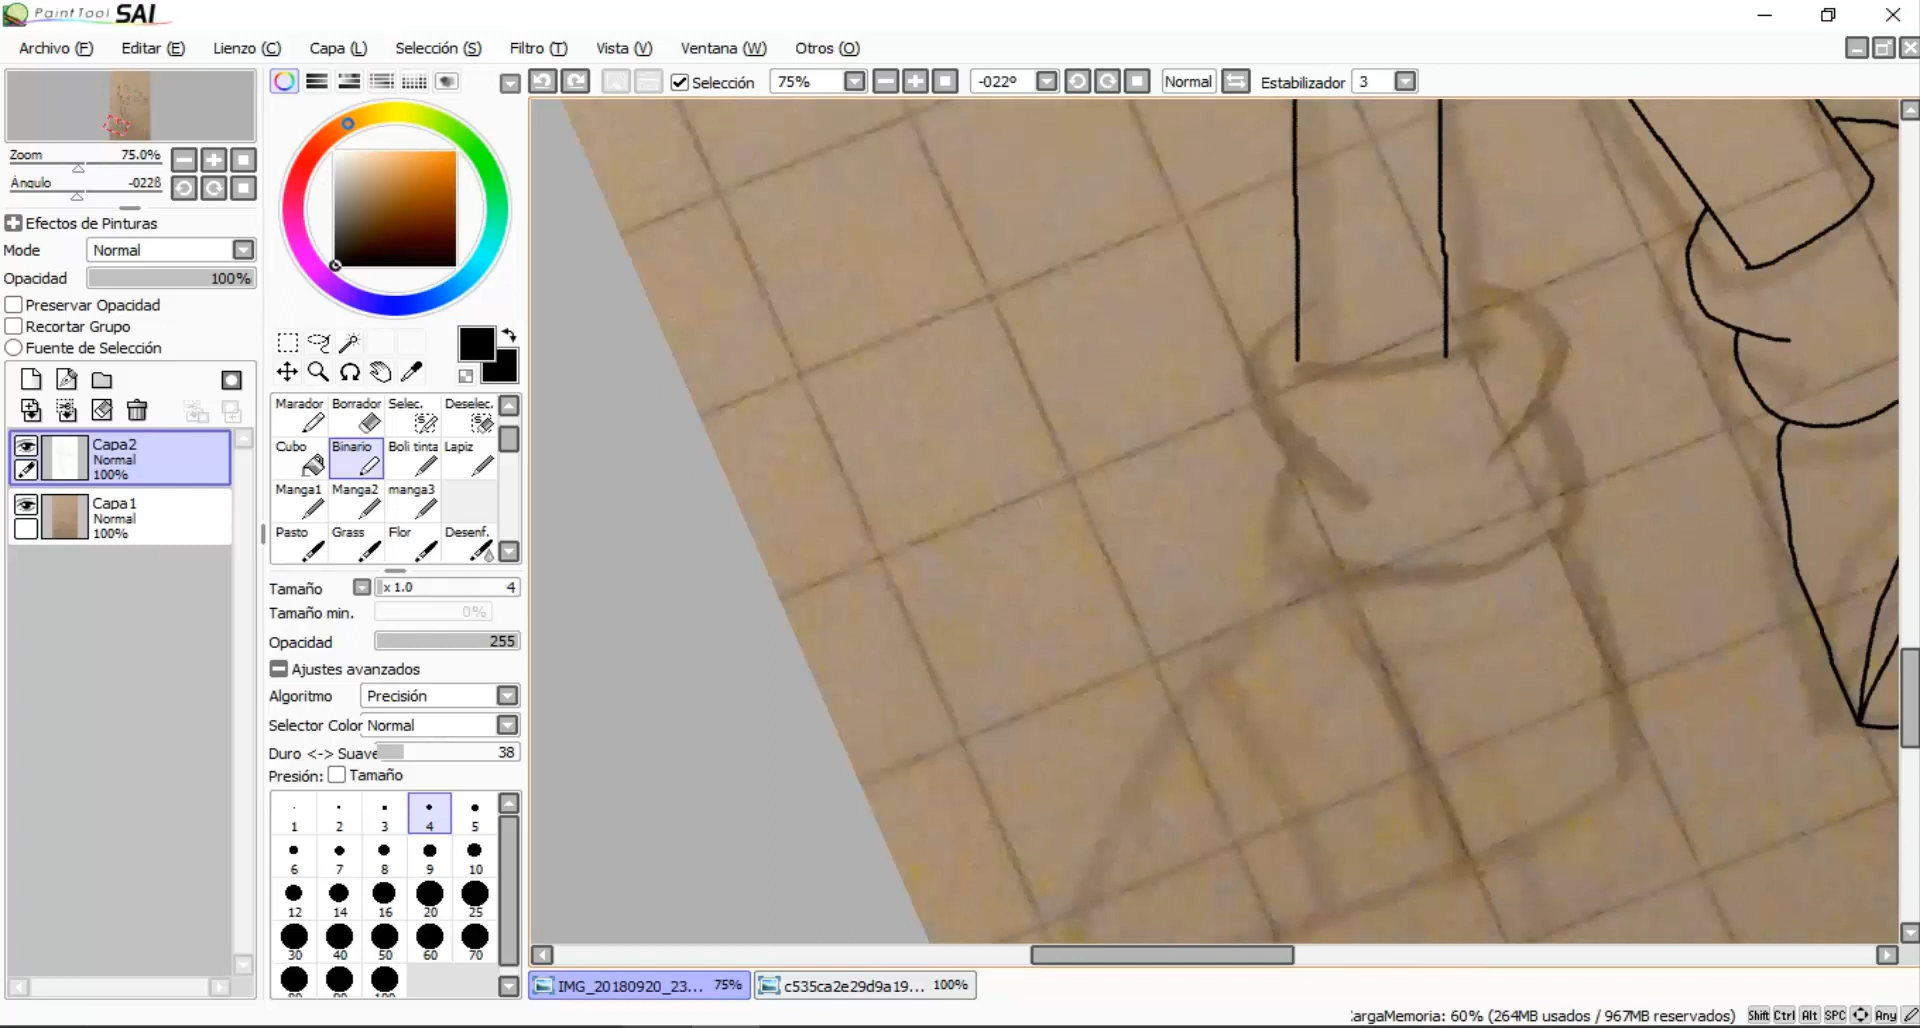 PaintTool SAI
Archivo (F) Editar (E) Lienzo (C) Capa (L) Selección (S) Filtro (T) Vista (V) Ventana (W) Otros (O)
Selección 75% -022º Normal Estabilizador 3
Zoom 75.0%
Ángulo -022ß
Efectos de Pinturas
Mode Normal
Opacidad 100%
Preservar Opacidad
Recortar Grupo
Fuente de Selección
Capa2
Normal
100%
Capa1
Normal
100%
Marador Borrador Selec. Deselec.
Cubo Binario Boli tinta Lapiz
Manga1 Manga2 manga3
Pasto Grass Flor Desenf.
Tamaño x 1.0 4
Tamaño min. 0%
Opacidad 255
Ajustes avanzados
Algoritmo Precisión
Selector Color Normal
Duro <-> Suave 38
Presión: Tamaño
1 2 3 4 5
6 7 8 9 10
12 14 16 20 25
30 40 50 60 70
IMG_20180920_23... 75% c535ca2e29d9a19... 100%
argaMemoria: 60% (264MB usados / 967MB reservados) Shift Ctrl Alt SPC Any